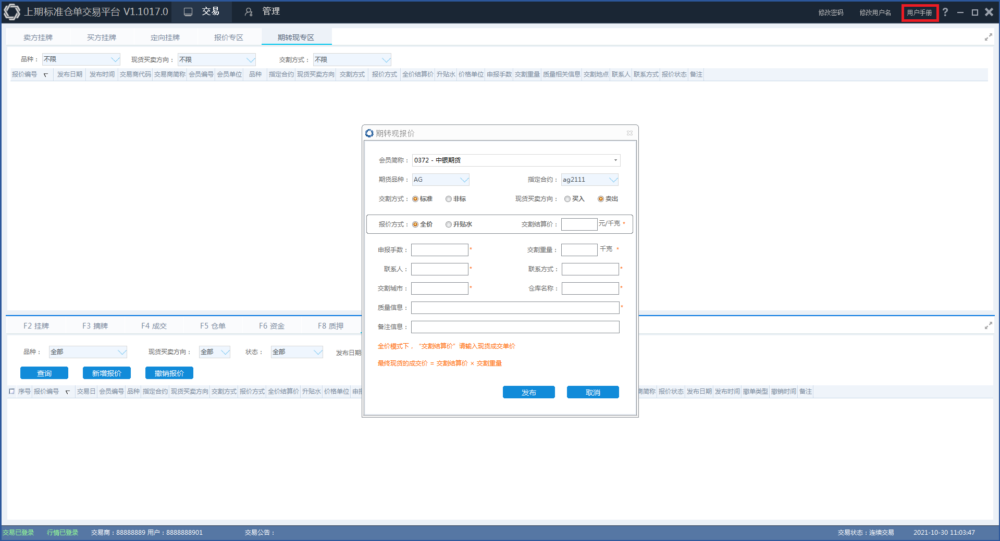 上期标准仓单交易平台 V1.1017.0 交易 管理 修改密码 修改用户名 用户手册 ?
卖方挂牌 买方挂牌 定向挂牌 报价专区 期转现专区
品种： 不限 现货买卖方向： 不限 交割方式： 不限
报价编号 发布日期 发布时间 交易商代码 交易商简称 会员编号 会员单位 品种 指定合约 现货买卖方向 交割方式 报价方式 全价结算价 升贴水 价格单位 申报手数 交割重量 质量相关信息 交割地点 联系人 联系方式 报价状态 备注
期转现报价
会员简称： 0372 - 中银期货
期货品种： AG 指定合约： ag2111
交割方式： 标准 非标 现货买卖方向： 买入 卖出
报价方式： 全价 升贴水 交割结算价： 元/千克 *
申报手数： * 交割重量： 千克 *
联系人： * 联系方式： *
交割城市： * 仓库名称： *
质量信息： *
备注信息：
全价模式下，“交割结算价”请输入现货成交单价
最终现货的成交价 = 交割结算价 × 交割重量
发布 取消
F2 挂牌 F3 摘牌 F4 成交 F5 仓单 F6 资金 F8 质押
品种： 全部 现货买卖方向： 全部 状态： 全部 发布日期
查询 新增报价 撤销报价
序号 报价编号 交易日 会员编号 品种 指定合约 现货买卖方向 交割方式 报价方式 全价结算价 升贴水 价格单位 申报 商简称 报价状态 发布日期 发布时间 撤单类型 撤销时间 备注
交易已登录 行情已登录 交易商：88888889 用户：8888888901 交易公告： 交易状态：连续交易 2021-10-30 11:03:47